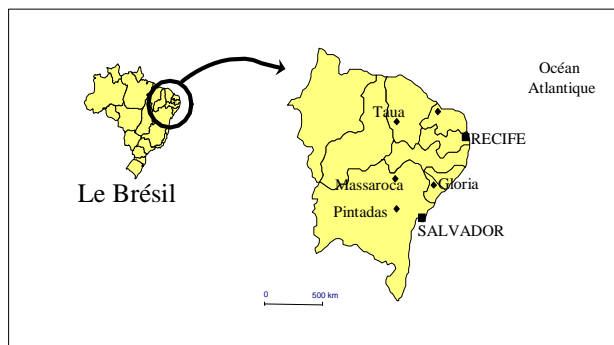 Océan
Atlantique
Taua
RECIFE
Massaroca
Gloria
Le Brésil
Pintadas
SALVADOR
0 500 km